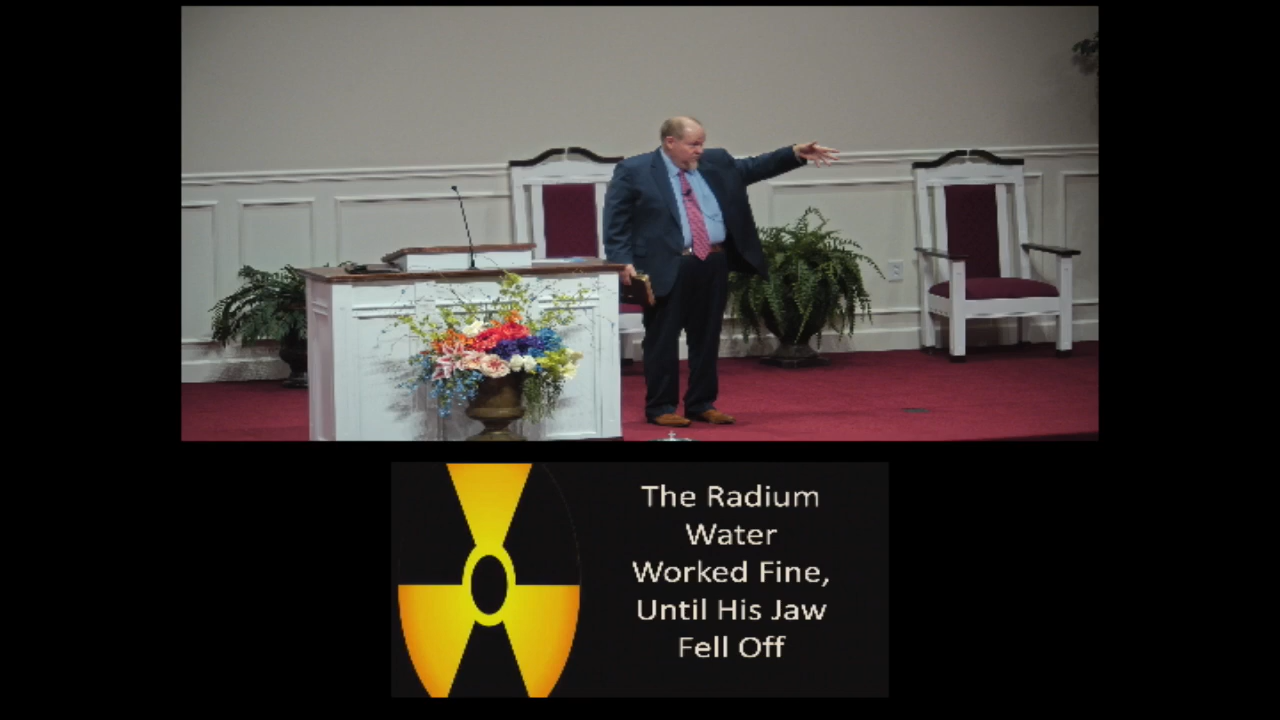 The Radium
Water
Worked Fine,
Until His Jaw
Fell Off